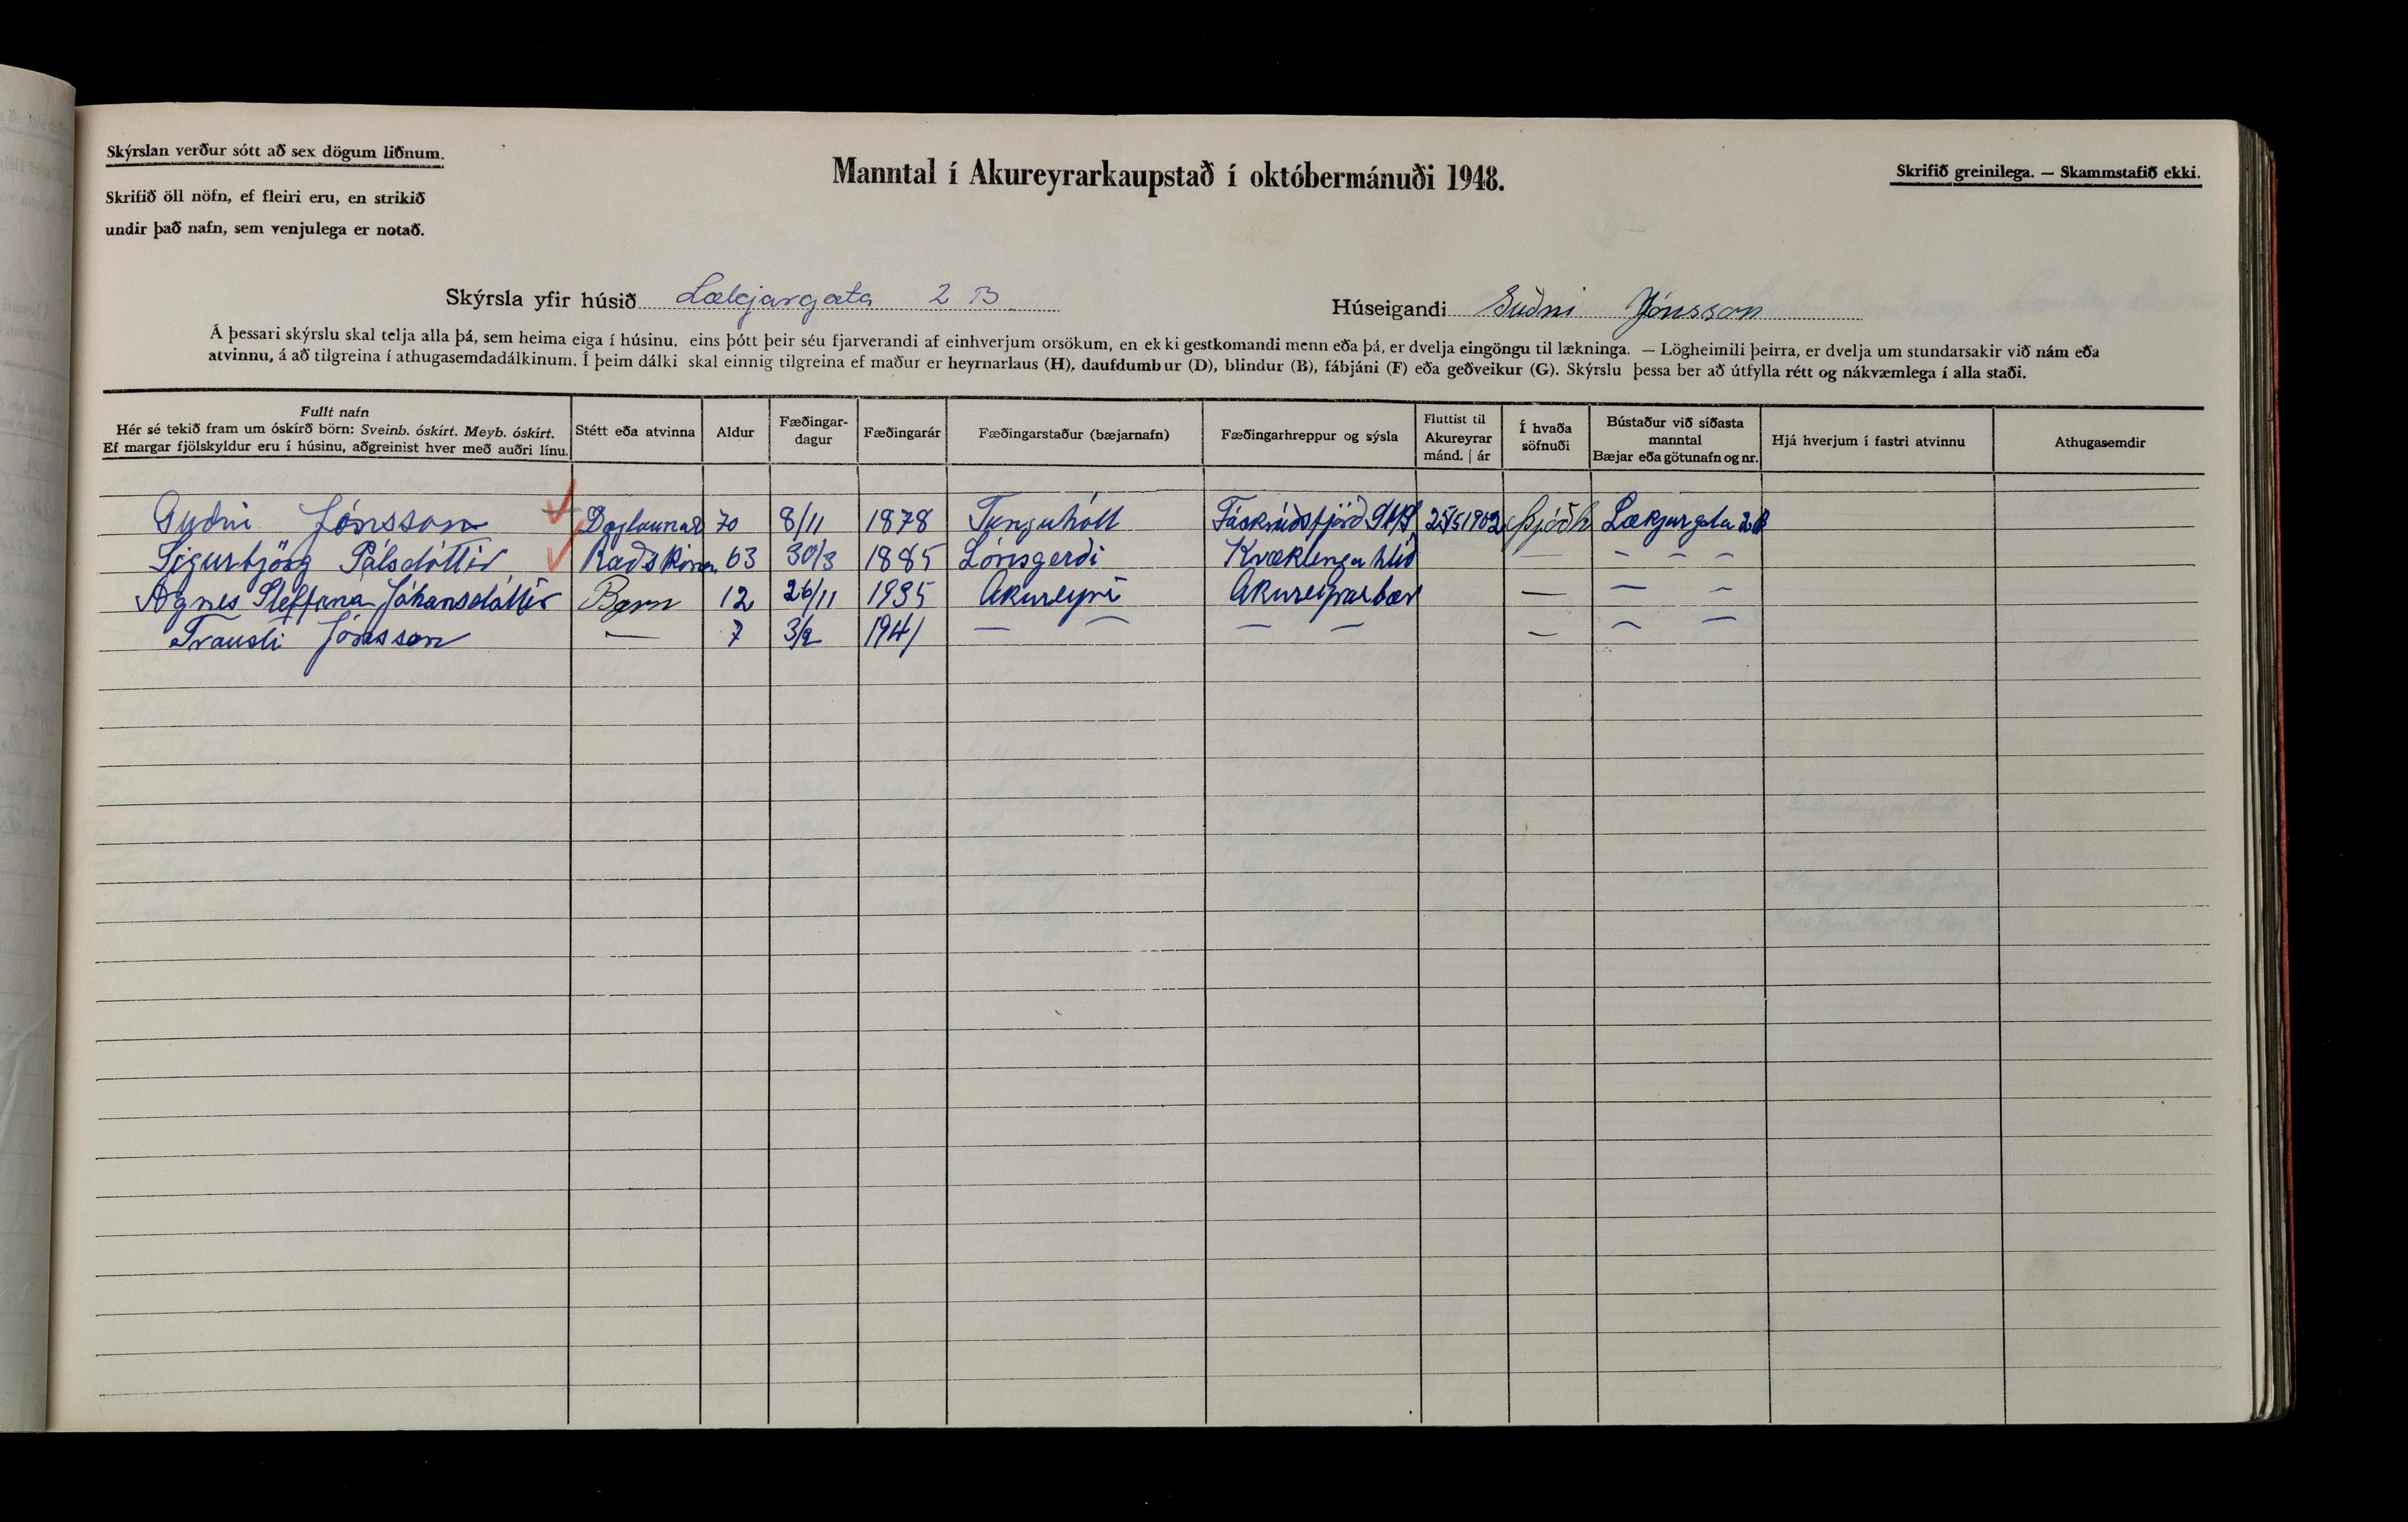 Skýrslan verður sótt að sex dögum liðnum.
Skrifið öll nöfn, ef fleiri eru, en strikið
undir það nafn, sem venjulega er notað.
Manntal í Akureyrarkaupstað í októbermánuði 1948.
Skrifið greinilega. — Skammstafið ekki.
Skýrsla yfir húsið Lækjargata 2 B
Húseigandi Guðni Jónsson
Á þessari skýrslu skal telja alla þá, sem heima eiga í húsinu, eins þótt þeir séu fjarverandi af einhverjum orsökum, en ekki gestkomandi menn eða þá, er dvelja eingöngu til lækninga. — Lögheimili þeirra, er dvelja um stundarsakir við nám eða
atvinnu, á að tilgreina í athugasemdadálkinum. Í þeim dálki skal einnig tilgreina ef maður er heyrnarlaus (H), daufdumbur (D), blindur (B), fábjáni (F) eða geðveikur (G). Skýrslu þessa ber að útfylla rétt og nákvæmlega í alla staði.
Fullt nafn
Hér sé tekið fram um óskírð börn: Sveinb. óskírt. Meyb. óskírt.
Ef margar fjölskyldur eru í húsinu, aðgreinist hver með auðri línu.
Stétt eða atvinna
Aldur
Fæðingar-
dagur
Fæðingarár
Fæðingarstaður (bæjarnafn)
Fæðingarhreppur og sýsla
Fluttist til
Akureyrar
mánd. | ár
Í hvaða
söfnuði
Bústaður við síðasta
manntal
Bæjar eða götunafn og nr.
Hjá hverjum í fastri atvinnu
Athugasemdir
Guðni Jónsson Daglaunam 70 8/11 1878 Tunguhóll Fáskrúðsfjörð 25/5 1902 Þjóðk Lækjargata 2B
Sigurbjörg Pálsdóttir Raðskona 63 30/3 1885 Lónsgerði Kræklingahlíð — — — —
Agnes Steffana Jóhansdóttir Barn 12 26/11 1935 Akureyri Akureyrarbær — — —
Trausti Jónsson — 7 3/2 1941 — — — — — — —